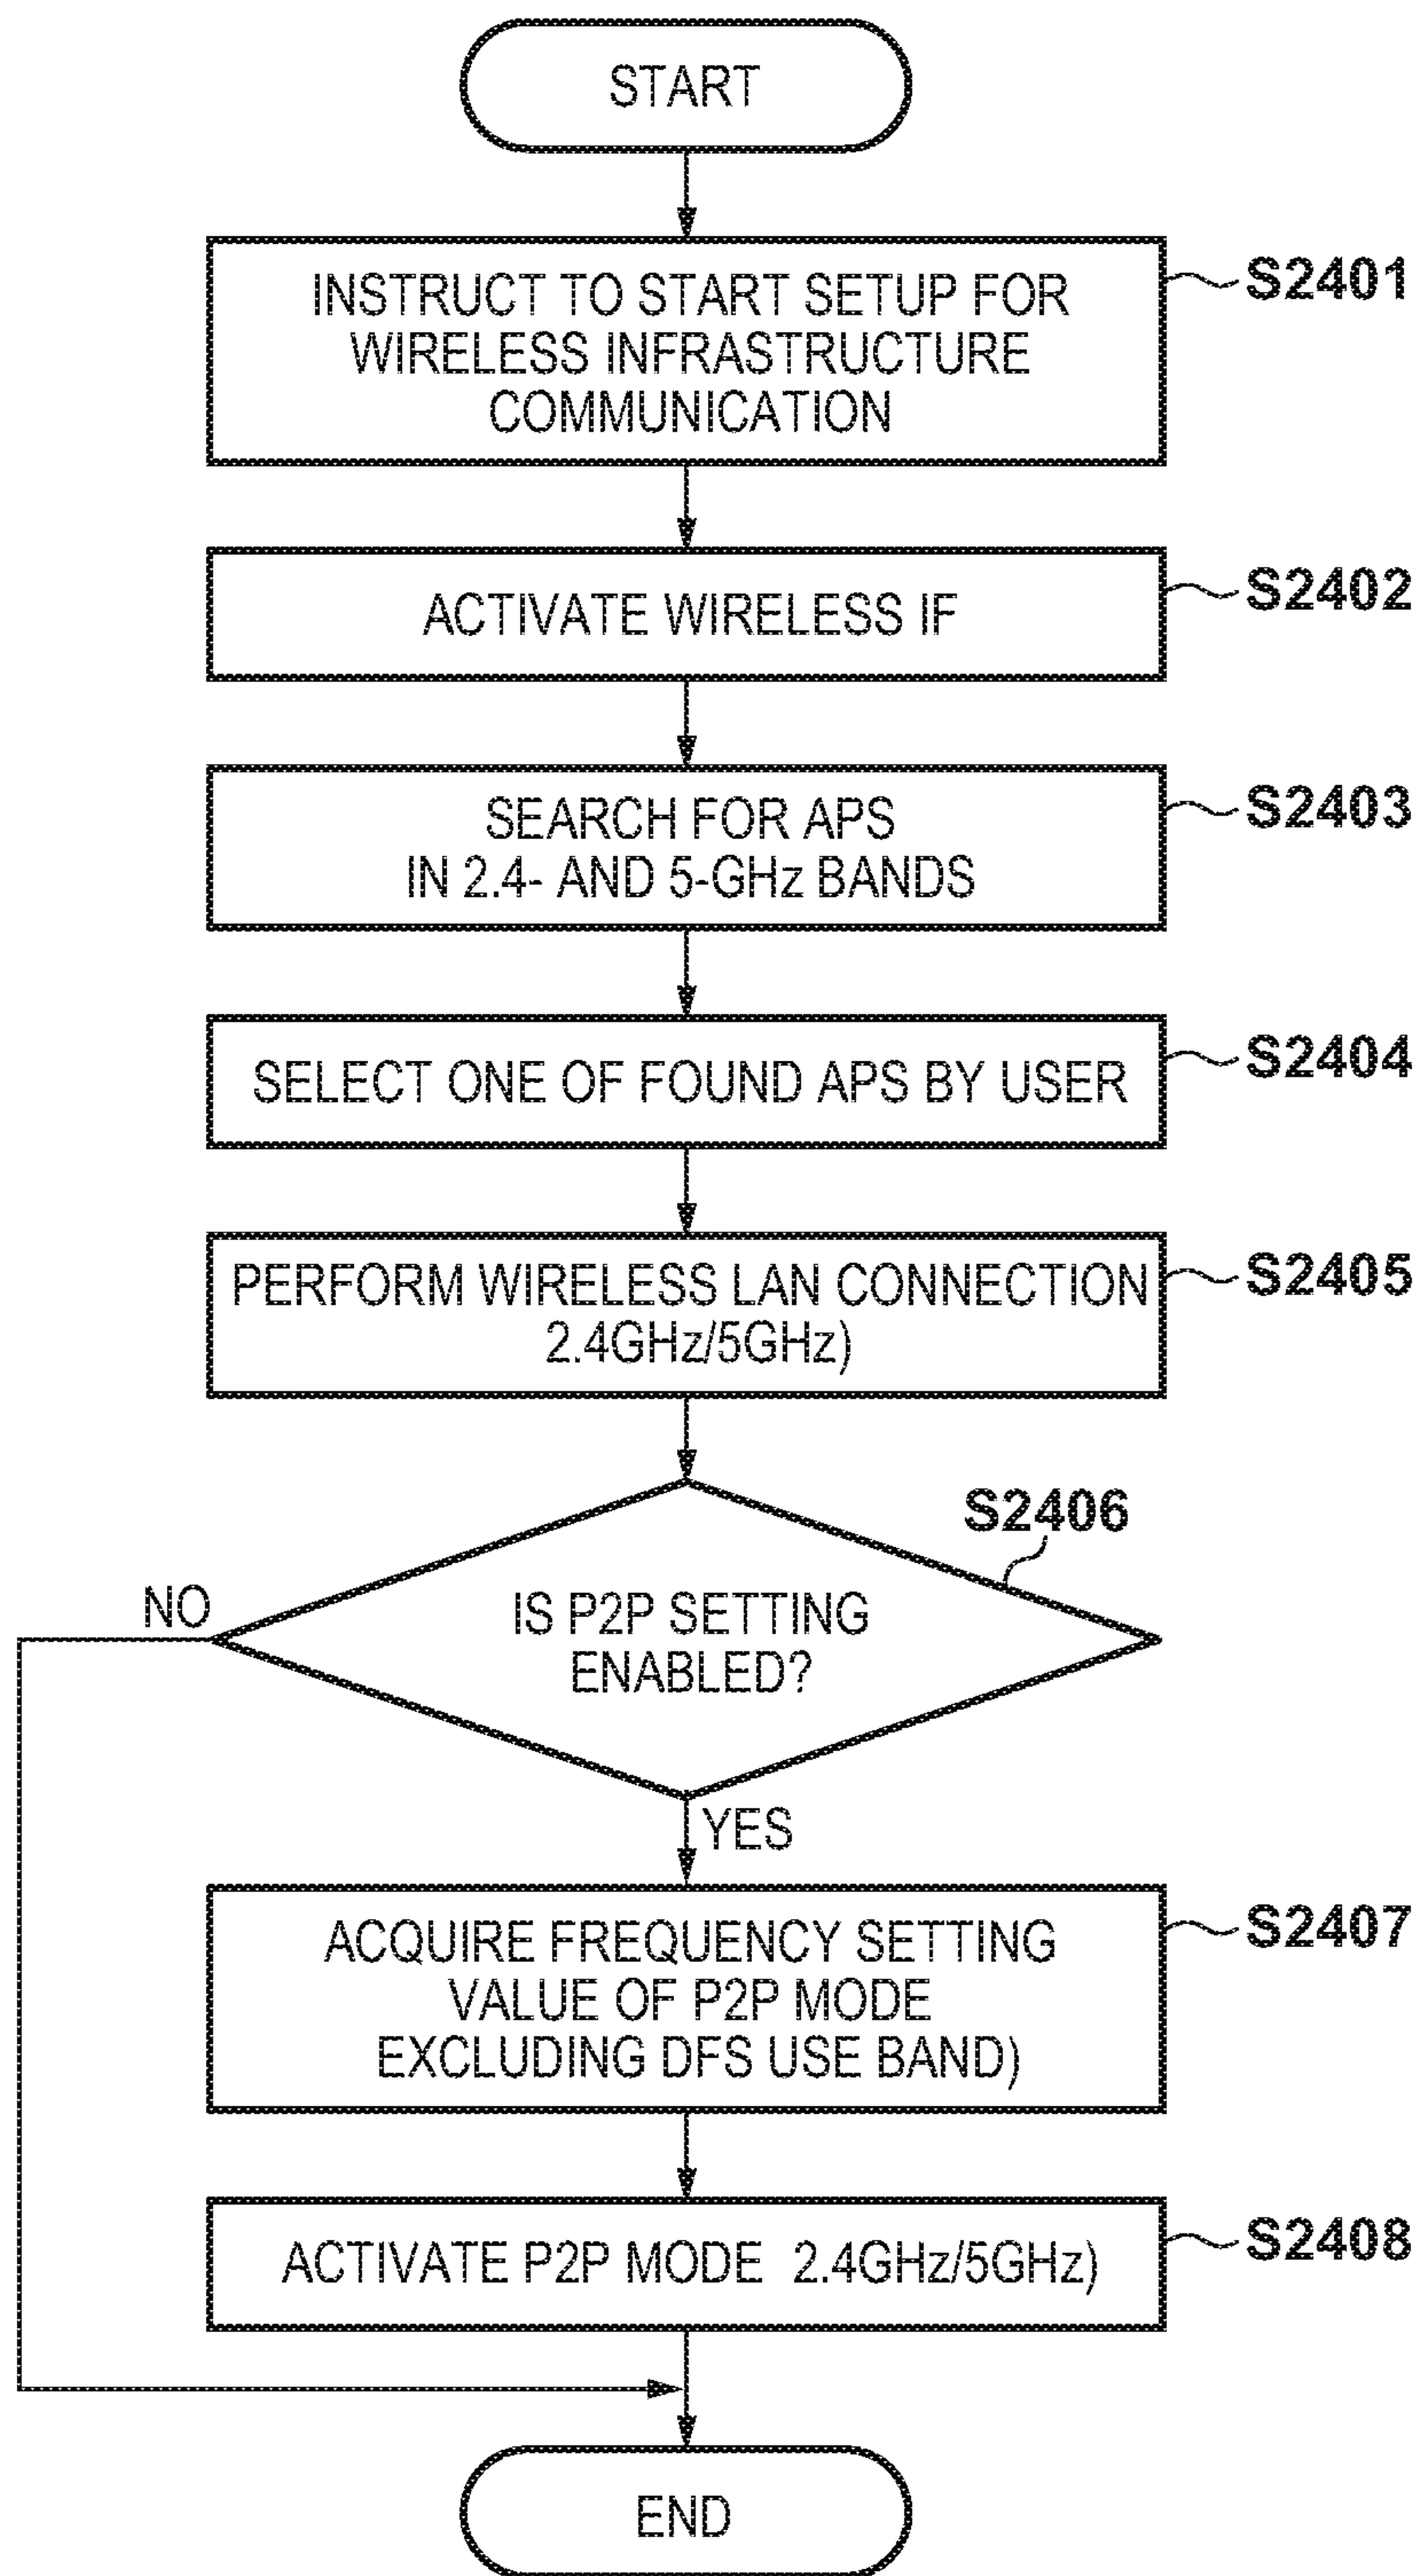 START
INSTRUCT TO START SETUP FOR
WIRELESS INFRASTRUCTURE
COMMUNICATION
S2401
ACTIVATE WIRELESS IF
S2402
SEARCH FOR APS
IN 2.4- AND 5-GHz BANDS
S2403
SELECT ONE OF FOUND APS BY USER
S2404
PERFORM WIRELESS LAN CONNECTION
2.4GHz/5GHz)
S2405
S2406
IS P2P SETTING
ENABLED?
NO
YES
ACQUIRE FREQUENCY SETTING
VALUE OF P2P MODE
EXCLUDING DFS USE BAND)
S2407
ACTIVATE P2P MODE 2.4GHz/5GHz)
S2408
END